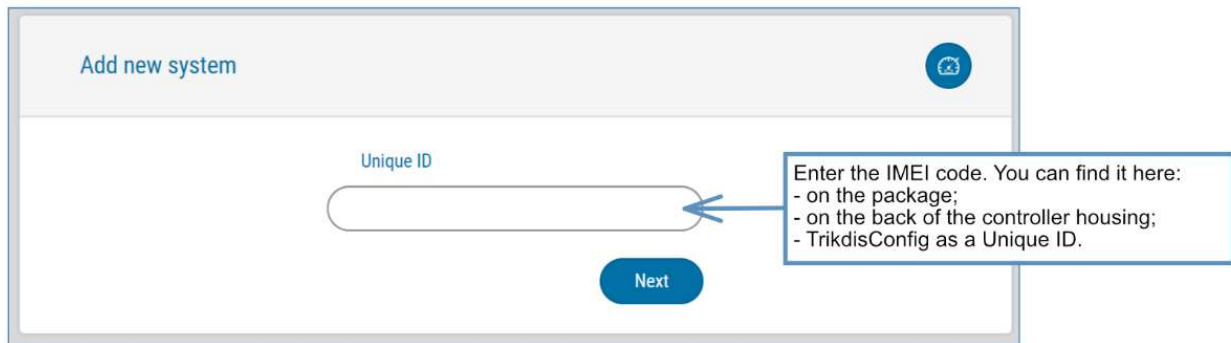 Add new system
Unique ID
Enter the IMEI code. You can find it here:
- on the package;
- on the back of the controller housing;
- TrikdisConfig as a Unique ID.
Next